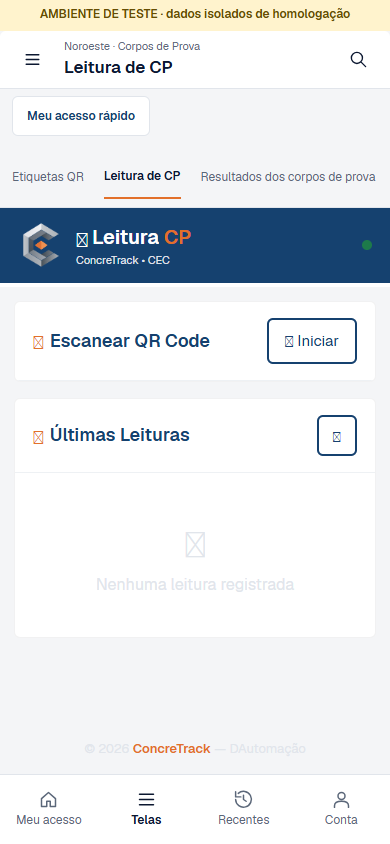 AMBIENTE DE TESTE · dados isolados de homologação
Noroeste · Corpos de Prova
Leitura de CP
Meu acesso rápido
Etiquetas QR
Leitura de CP
Resultados dos corpos de prova
Leitura CP
ConcreTrack • CEC
Escanear QR Code
Iniciar
Últimas Leituras
Nenhuma leitura registrada
© 2026 ConcreTrack — DAutomação
Meu acesso
Telas
Recentes
Conta